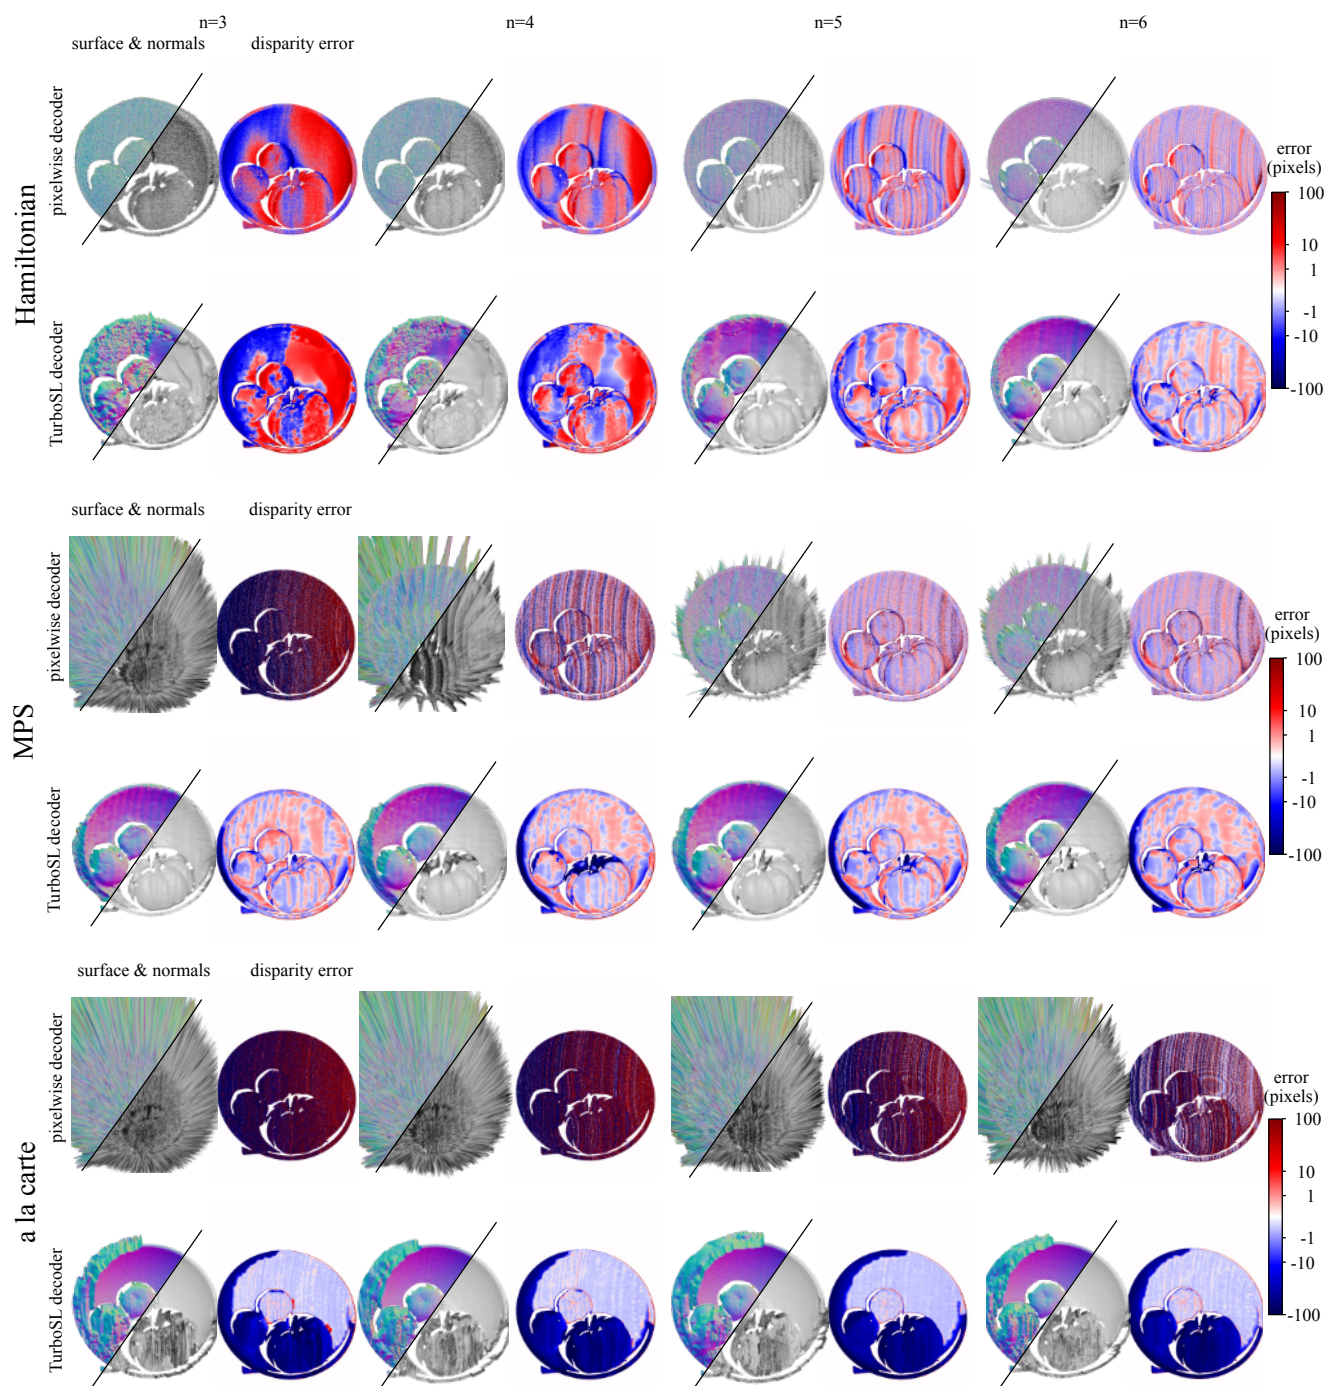 n=3 n=4 n=5 n=6
surface & normals disparity error
Hamiltonian
pixelwise decoder
error
(pixels)
100
10
1
-1
-10
-100
TurboSL decoder
surface & normals disparity error
MPS
pixelwise decoder
error
(pixels)
100
10
1
-1
-10
-100
TurboSL decoder
surface & normals disparity error
a la carte
pixelwise decoder
error
(pixels)
100
10
1
-1
-10
-100
TurboSL decoder